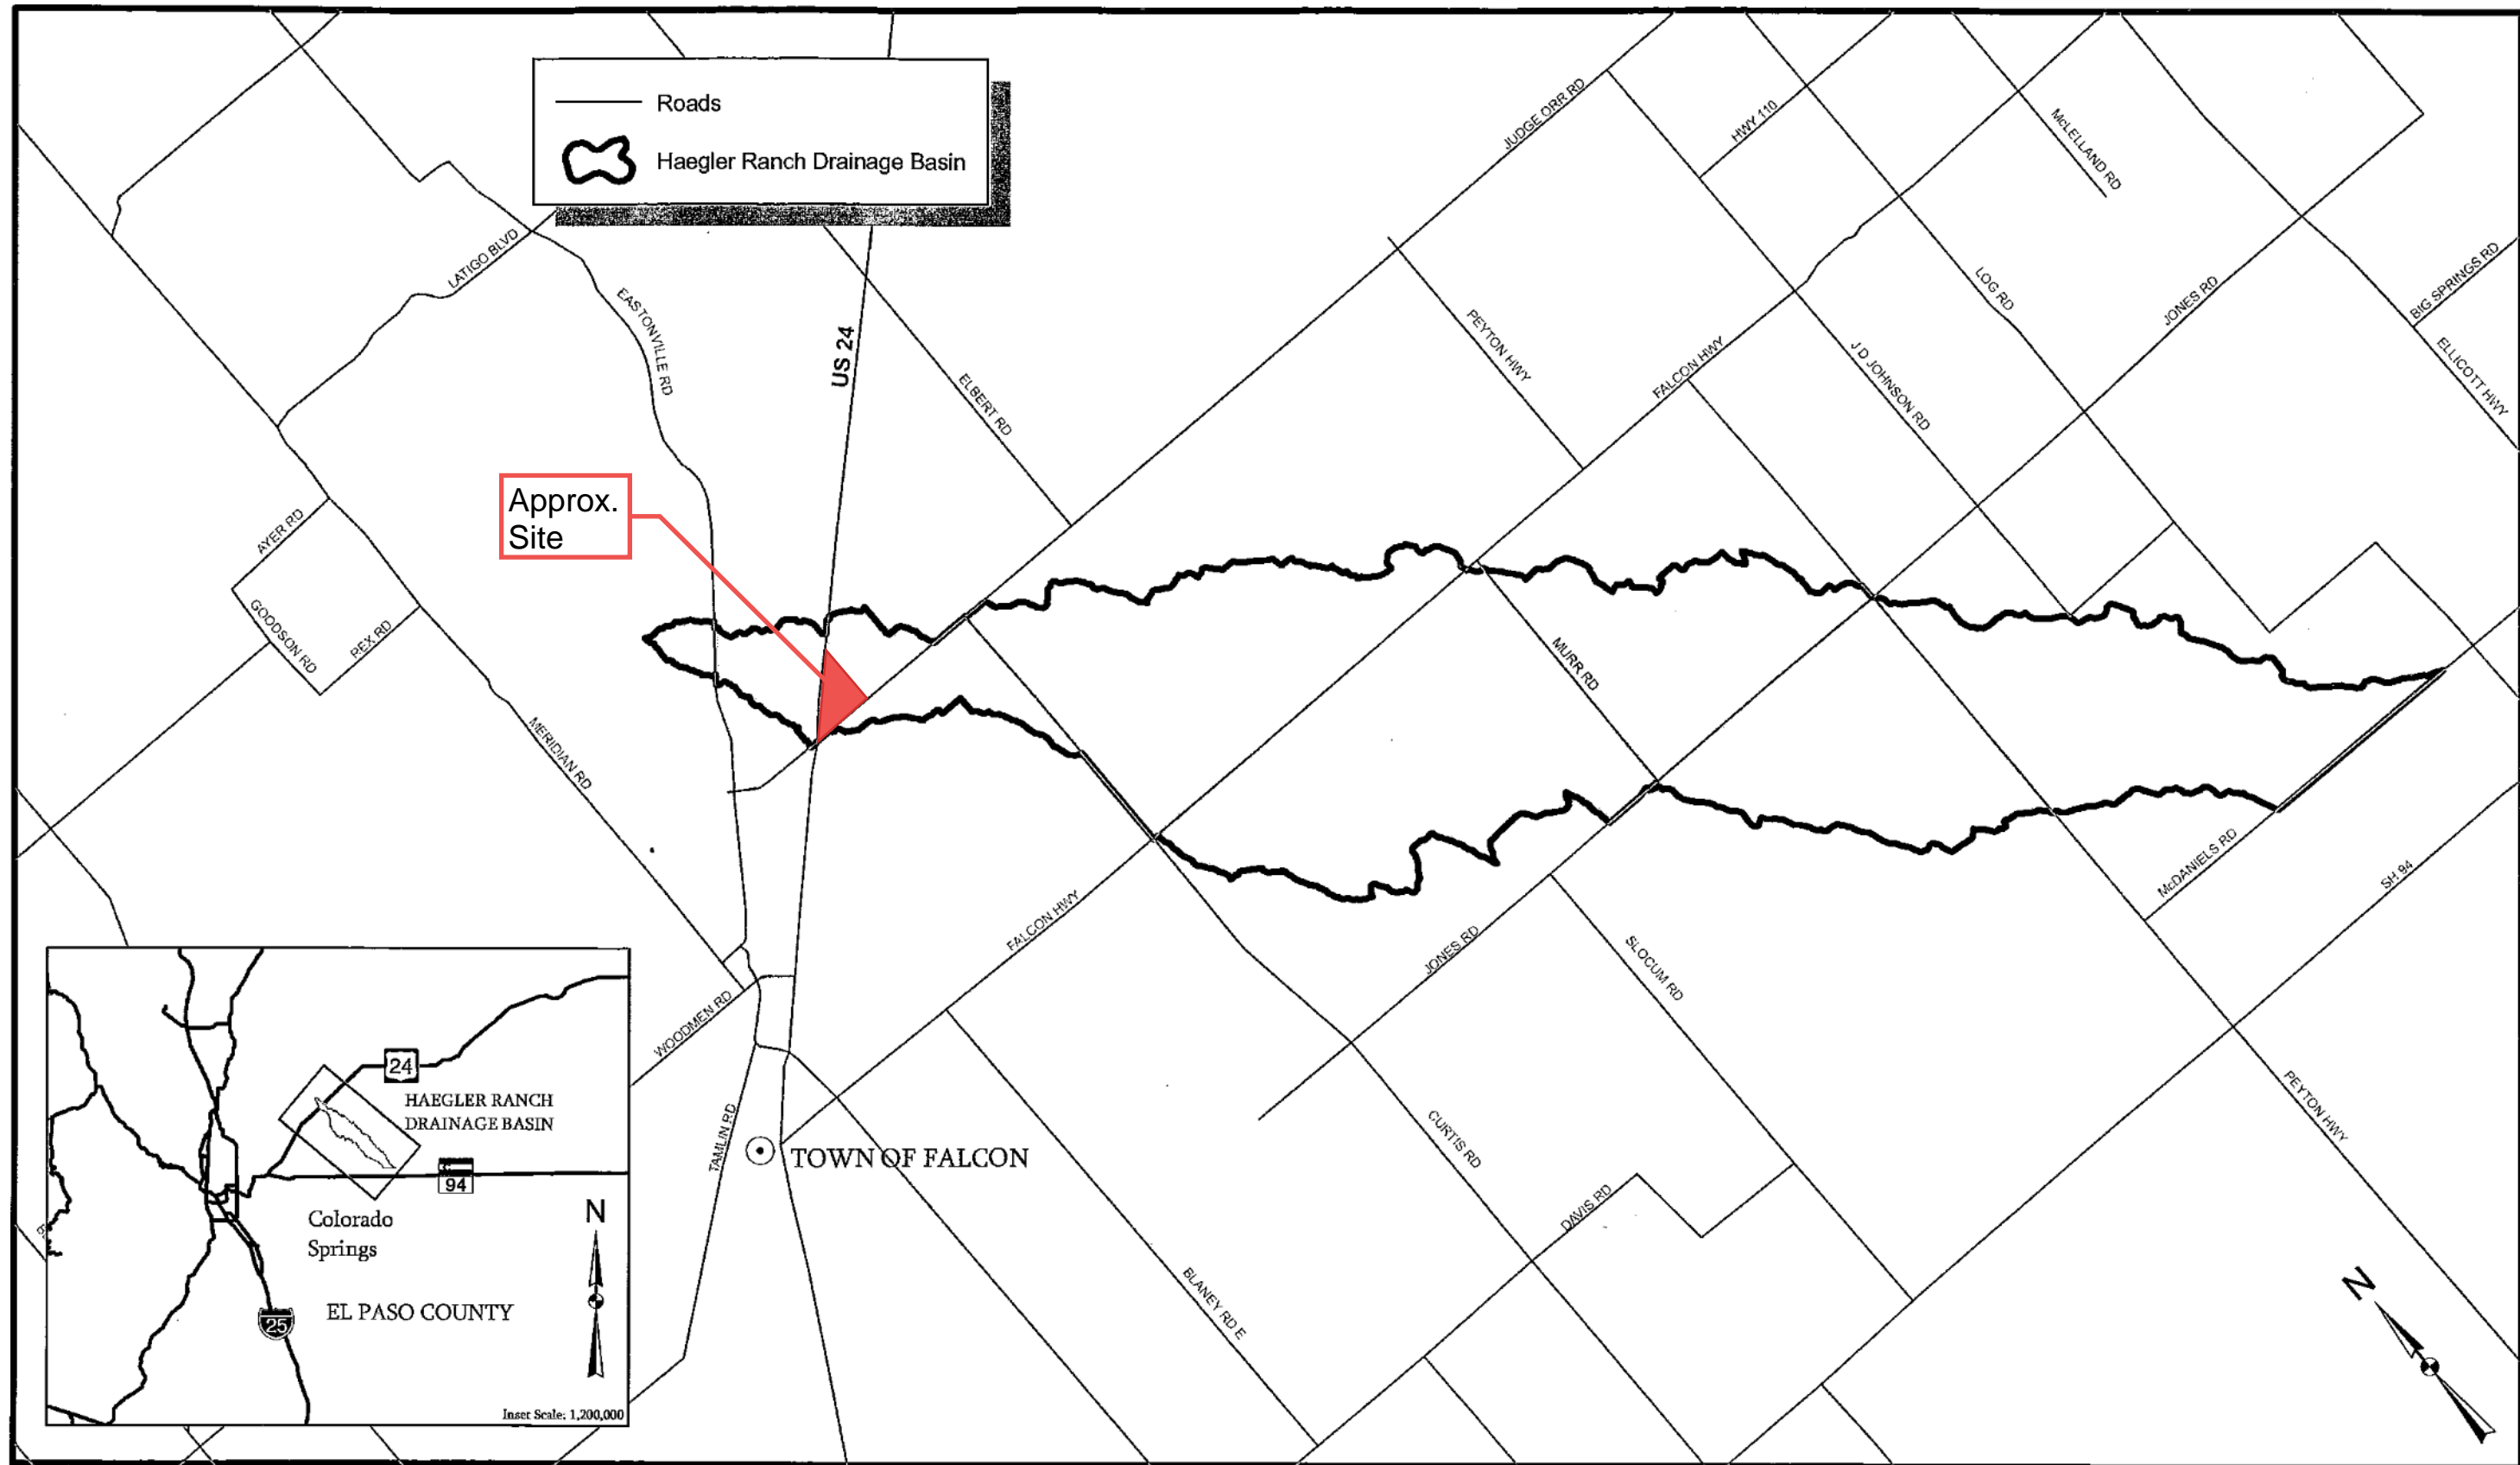 Roads
Haegler Ranch Drainage Basin
JUDGE ORR RD
HWY 110
McLELLAND RD
LATIGO BLVD
EASTONVILLE RD
US 24
ELBERT RD
PEYTON HWY
FALCON HWY
J D JOHNSON RD
LOG RD
JONES RD
BIG SPRINGS RD
ELLICOTT HWY
Approx.
Site
AYER RD
GOODSON RD
REX RD
MERIDIAN RD
MURR RD
McDANIELS RD
SH 94
FALCON HWY
JONES RD
SLOCUM RD
WOODMEN RD
TAMLIN RD
TOWN OF FALCON
CURTIS RD
PEYTON HWY
DAVIS RD
BLANEY RD E
N
24
HAEGLER RANCH
DRAINAGE BASIN
94
Colorado
Springs
N
EL PASO COUNTY
25
Inset Scale: 1,200,000